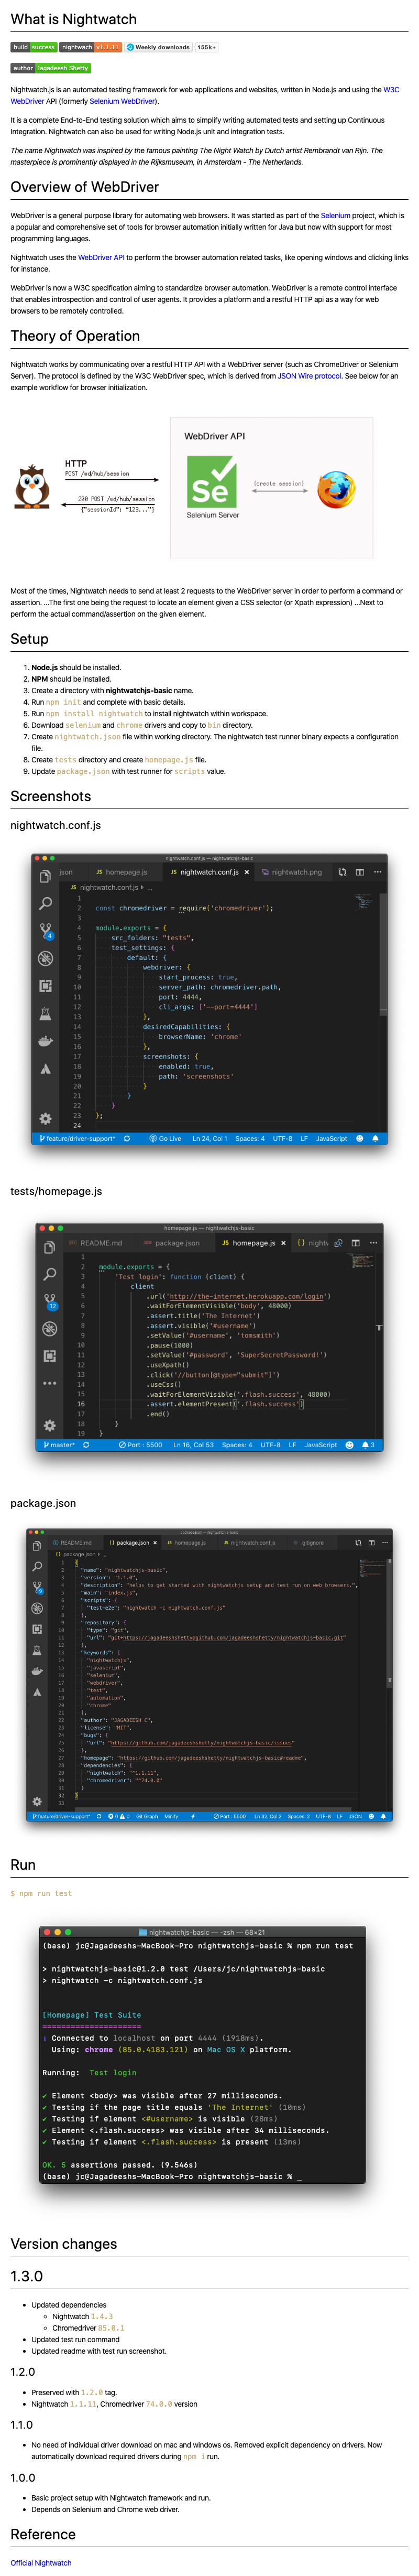 What is Nightwatch
build success nightwach v1.1.11 Weekly downloads 155k+
author Jagadeesh Shetty
Nightwatch.js is an automated testing framework for web applications and websites, written in Node.js and using the W3C
WebDriver API (formerly Selenium WebDriver).
It is a complete End-to-End testing solution which aims to simplify writing automated tests and setting up Continuous
Integration. Nightwatch can also be used for writing Node.js unit and integration tests.
The name Nightwatch was inspired by the famous painting The Night Watch by Dutch artist Rembrandt van Rijn. The
masterpiece is prominently displayed in the Rijksmuseum, in Amsterdam - The Netherlands.
Overview of WebDriver
WebDriver is a general purpose library for automating web browsers. It was started as part of the Selenium project, which is
a popular and comprehensive set of tools for browser automation initially written for Java but now with support for most
programming languages.
Nightwatch uses the WebDriver API to perform the browser automation related tasks, like opening windows and clicking links
for instance.
WebDriver is now a W3C specification aiming to standardize browser automation. WebDriver is a remote control interface
that enables introspection and control of user agents. It provides a platform and a restful HTTP api as a way for web
browsers to be remotely controlled.
Theory of Operation
Nightwatch works by communicating over a restful HTTP API with a WebDriver server (such as ChromeDriver or Selenium
Server). The protocol is defined by the W3C WebDriver spec, which is derived from JSON Wire protocol. See below for an
example workflow for browser initialization.
WebDriver API
HTTP
POST /wd/hub/session
Se
(create session)
200 POST /wd/hub/session
{"sessionId": "123..."}
Selenium Server
Most of the times, Nightwatch needs to send at least 2 requests to the WebDriver server in order to perform a command or
assertion. ...The first one being the request to locate an element given a CSS selector (or Xpath expression) ...Next to
perform the actual command/assertion on the given element.
Setup
1. Node.js should be installed.
2. NPM should be installed.
3. Create a directory with nightwatchjs-basic name.
4. Run npm init and complete with basic details.
5. Run npm install nightwatch to install nightwatch within workspace.
6. Download selenium and chrome drivers and copy to bin directory.
7. Create nightwatch.json file within working directory. The nightwatch test runner binary expects a configuration
file.
8. Create tests directory and create homepage.js file.
9. Update package.json with test runner for scripts value.
Screenshots
nightwatch.conf.js
nightwatch.conf.js — nightwatchjs-basic
json JS homepage.js JS nightwatch.conf.js × nightwatch.png
JS nightwatch.conf.js > ...
1
2 const chromedriver = require('chromedriver');
3
4 module.exports = {
5 src_folders: "tests",
6 test_settings: {
7 default: {
8 webdriver: {
9 start_process: true,
10 server_path: chromedriver.path,
11 port: 4444,
12 cli_args: ['--port=4444']
13 },
14 desiredCapabilities: {
15 browserName: 'chrome'
16 },
17 screenshots: {
18 enabled: true,
19 path: 'screenshots'
20 }
21 }
22 }
23 };
24
4
feature/driver-support* Go Live Ln 24, Col 1 Spaces: 4 UTF-8 LF JavaScript
tests/homepage.js
homepage.js — nightwatchjs-basic
README.md package.json JS homepage.js × {} nightw
1
2 module.exports = {
3 'Test login': function (client) {
4 client
5 .url('http://the-internet.herokuapp.com/login')
6 .waitForElementVisible('body', 48000)
7 .assert.title('The Internet')
8 .assert.visible('#username')
9 .setValue('#username', 'tomsmith')
10 .pause(1000)
11 .setValue('#password', 'SuperSecretPassword!')
12 .useXpath()
13 .click('//button[@type="submit"]')
14 .useCss()
15 .waitForElementVisible('.flash.success', 48000)
16 .assert.elementPresent('.flash.success')
17 .end()
18 }
19 }
12
master* Port : 5500 Ln 16, Col 53 Spaces: 4 UTF-8 LF JavaScript 3
package.json
package.json — nightwatchjs-basic
README.md {} package.json × JS homepage.js JS nightwatch.conf.js .gitignore
{} package.json > ...
1 {
2 "name": "nightwatchjs-basic",
3 "version": "1.1.0",
4 "description": "Helps to get started with nightwatchjs setup and test run on web browsers.",
5 "main": "index.js",
6 "scripts": {
7 "test-e2e": "nightwatch -c nightwatch.conf.js"
8 },
9 "repository": {
10 "type": "git",
11 "url": "git+https://jagadeeshshetty@github.com/jagadeeshshetty/nightwatchjs-basic.git"
12 },
13 "keywords": [
14 "nightwatchjs",
15 "javascript",
16 "selenium",
17 "webdriver",
18 "test",
19 "automation",
20 "chrome"
21 ],
22 "author": "JAGADEESH C",
23 "license": "MIT",
24 "bugs": {
25 "url": "https://github.com/jagadeeshshetty/nightwatchjs-basic/issues"
26 },
27 "homepage": "https://github.com/jagadeeshshetty/nightwatchjs-basic#readme",
28 "dependencies": {
29 "nightwatch": "^1.1.11",
30 "chromedriver": "^74.0.0"
31 }
32 }
33
feature/driver-support* 0 0 Git Graph Minify Port : 5500 Ln 32, Col 2 Spaces: 2 UTF-8 LF JSON
Run
$ npm run test
nightwatchjs-basic — -zsh — 68×21
(base) jc@Jagadeeshs-MacBook-Pro nightwatchjs-basic % npm run test
> nightwatchjs-basic@1.2.0 test /Users/jc/nightwatchjs-basic
> nightwatch -c nightwatch.conf.js
[Homepage] Test Suite
=====================
i Connected to localhost on port 4444 (1918ms).
Using: chrome (85.0.4183.121) on Mac OS X platform.
Running: Test login
✔ Element <body> was visible after 27 milliseconds.
✔ Testing if the page title equals 'The Internet' (10ms)
✔ Testing if element <#username> is visible (28ms)
✔ Element <.flash.success> was visible after 34 milliseconds.
✔ Testing if element <.flash.success> is present (13ms)
OK. 5 assertions passed. (9.546s)
(base) jc@Jagadeeshs-MacBook-Pro nightwatchjs-basic % _
Version changes
1.3.0
• Updated dependencies
◦ Nightwatch 1.4.3
◦ Chromedriver 85.0.1
• Updated test run command
• Updated readme with test run screenshot.
1.2.0
• Preserved with 1.2.0 tag.
• Nightwatch 1.1.11, Chromedriver 74.0.0 version
1.1.0
• No need of individual driver download on mac and windows os. Removed explicit dependency on drivers. Now
automatically download required drivers during npm i run.
1.0.0
• Basic project setup with Nightwatch framework and run.
• Depends on Selenium and Chrome web driver.
Reference
Official Nightwatch